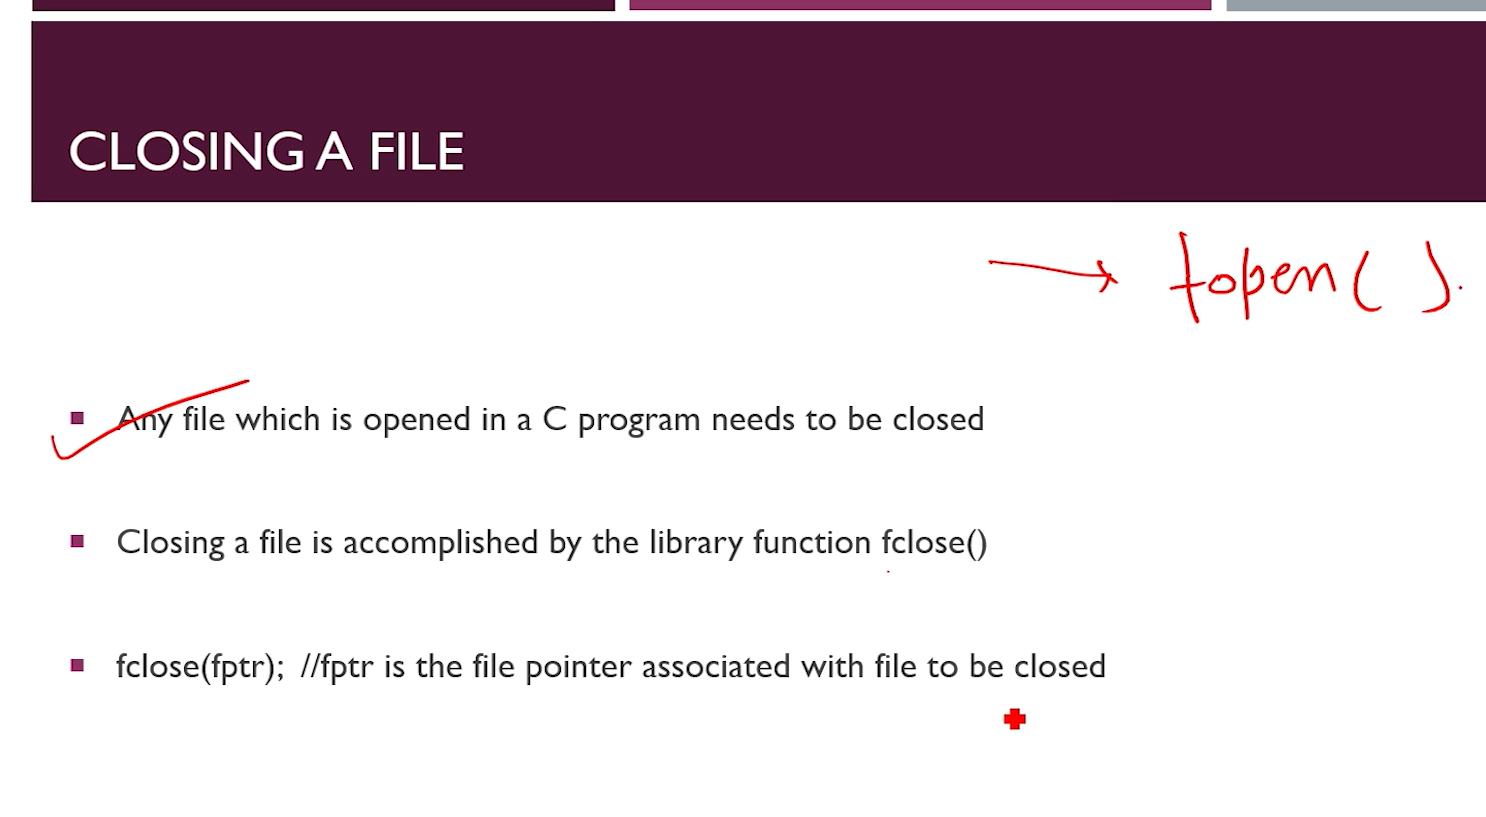 CLOSING A FILE
→ fopen( ).
Any file which is opened in a C program needs to be closed
Closing a file is accomplished by the library function fclose()
fclose(fptr); //fptr is the file pointer associated with file to be closed